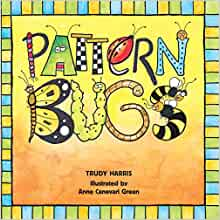 PATTERN
BUGS
TRUDY HARRIS
Illustrated by
Anne Canevari Green